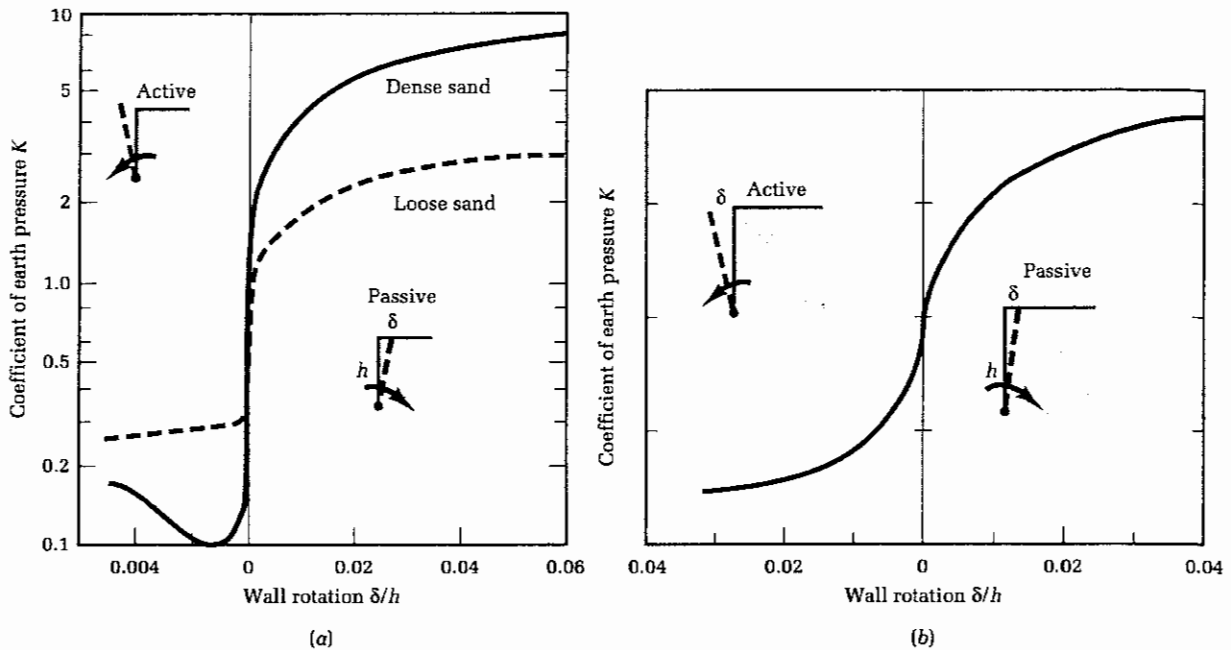 10
5
2
1.0
0.5
0.2
0.1
Coefficient of earth pressure K
Active
Dense sand
Loose sand
Passive
δ
h
0.004
0
0.02
0.04
0.06
Wall rotation δ/h
(a)
Coefficient of earth pressure K
δ
Active
Passive
δ
h
0.04
0.02
0
0.02
0.04
Wall rotation δ/h
(b)